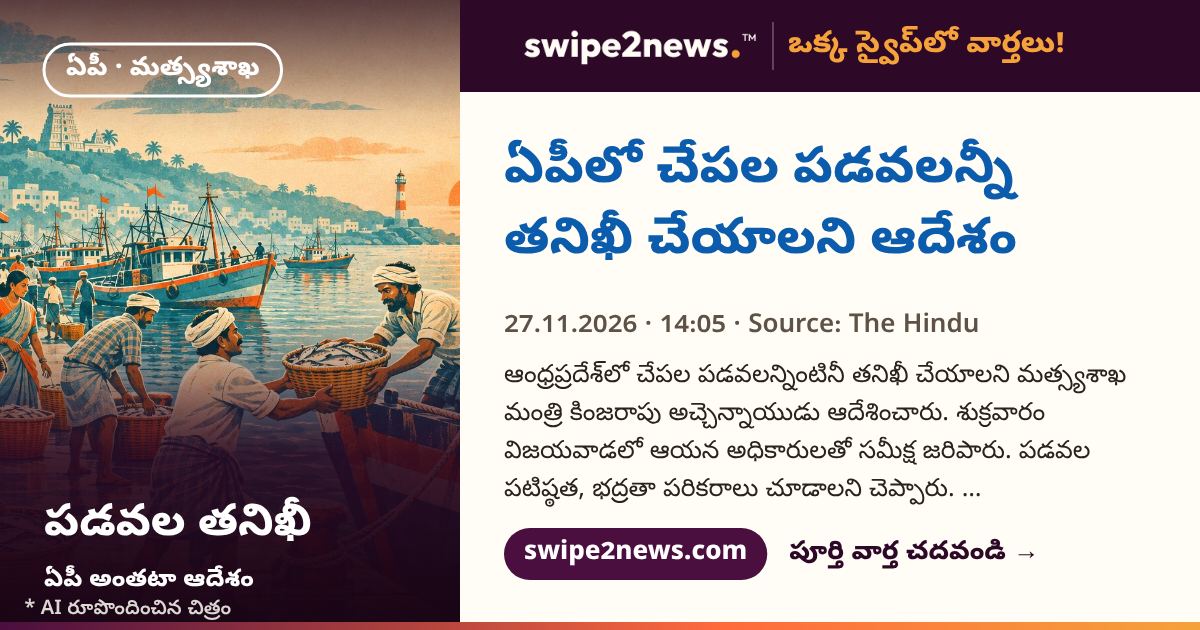 ఏపీ · మత్స్యశాఖ
swipe2news.™
ఒక్క స్వైప్‌లో వార్తలు!
ఏపీలో చేపల పడవలన్నీ
తనిఖీ చేయాలని ఆదేశం
27.11.2026 · 14:05 · Source: The Hindu
ఆంధ్రప్రదేశ్‌లో చేపల పడవలన్నింటినీ తనిఖీ చేయాలని మత్స్యశాఖ
మంత్రి కింజరాపు అచ్చెన్నాయుడు ఆదేశించారు. శుక్రవారం
విజయవాడలో ఆయన అధికారులతో సమీక్ష జరిపారు. పడవల
పటిష్ఠత, భద్రతా పరికరాలు చూడాలని చెప్పారు. ...
swipe2news.com
పూర్తి వార్త చదవండి →
పడవల తనిఖీ
ఏపీ అంతటా ఆదేశం
* AI రూపొందించిన చిత్రం